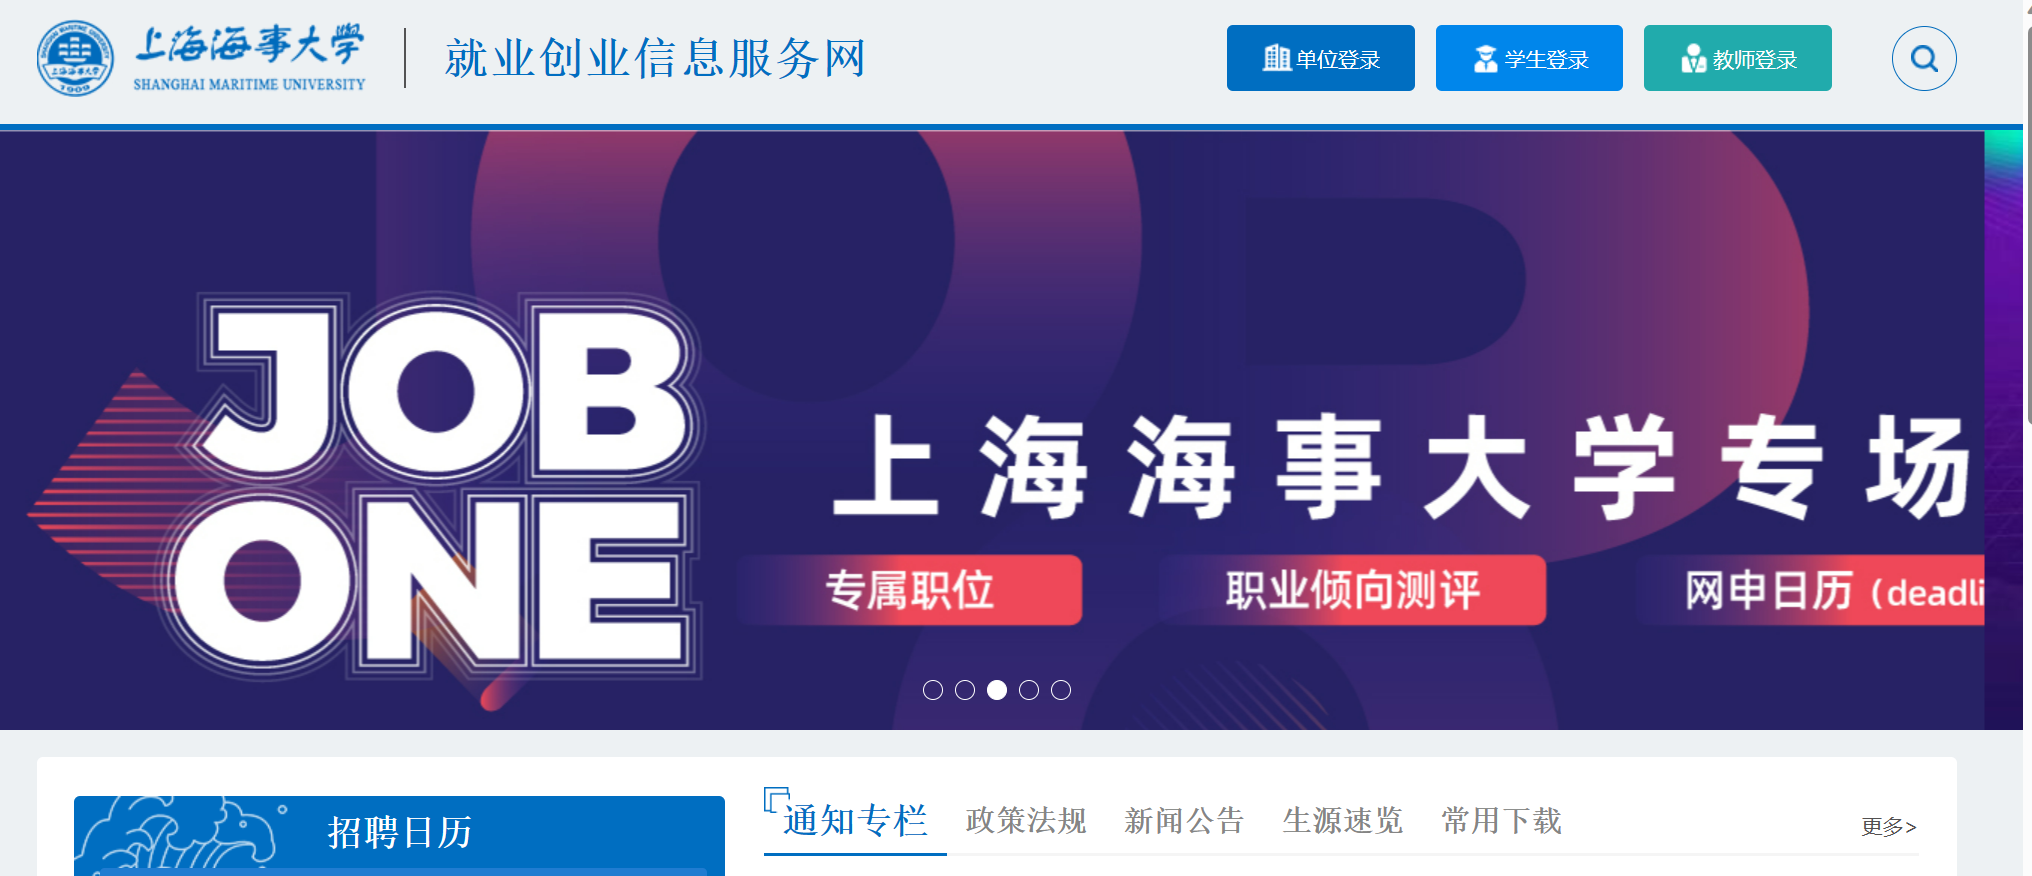 上海海事大学
SHANGHAI MARITIME UNIVERSITY
1909
就业创业信息服务网
单位登录
学生登录
教师登录
JOB
ONE
上海海事大学专场
专属职位
职业倾向测评
网申日历（deadli
招聘日历
通知专栏
政策法规
新闻公告
生源速览
常用下载
更多>